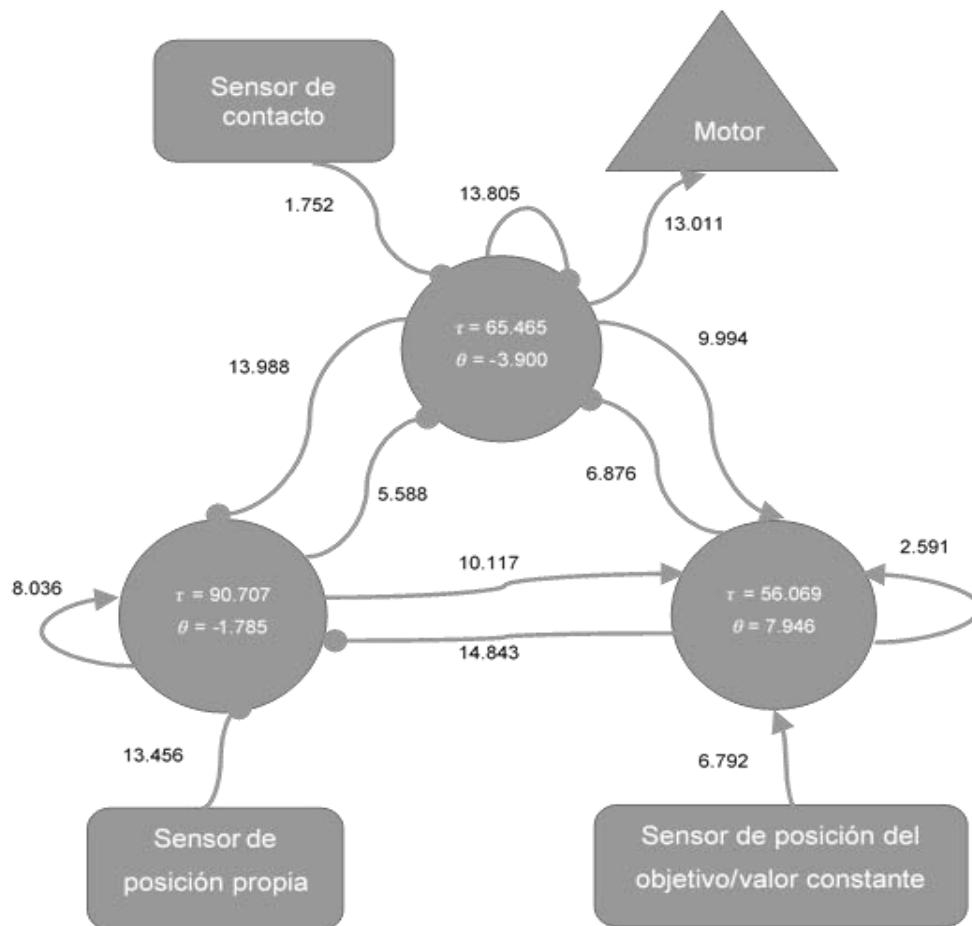 Sensor de
contacto
Motor
1.752
13.805
13.011
τ = 65.465
θ = -3.900
13.988
9.994
5.588
6.876
8.036
10.117
2.591
τ = 90.707
θ = -1.785
τ = 56.069
θ = 7.946
14.843
13.456
6.792
Sensor de
posición propia
Sensor de posición del
objetivo/valor constante